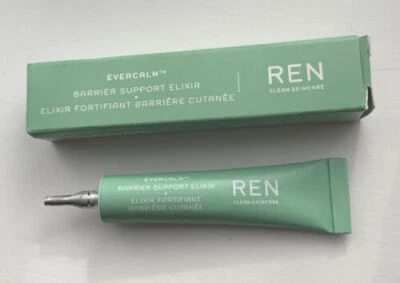 EVERCALM™
BARRIER SUPPORT ELIXIR
+
ELIXIR FORTIFIANT BARRIÈRE CUTANÉE
REN
CLEAN SKINCARE
EVERCALM™
BARRIER SUPPORT ELIXIR
+
ELIXIR FORTIFIANT
BARRIÈRE CUTANÉE
REN
CLEAN SKINCARE